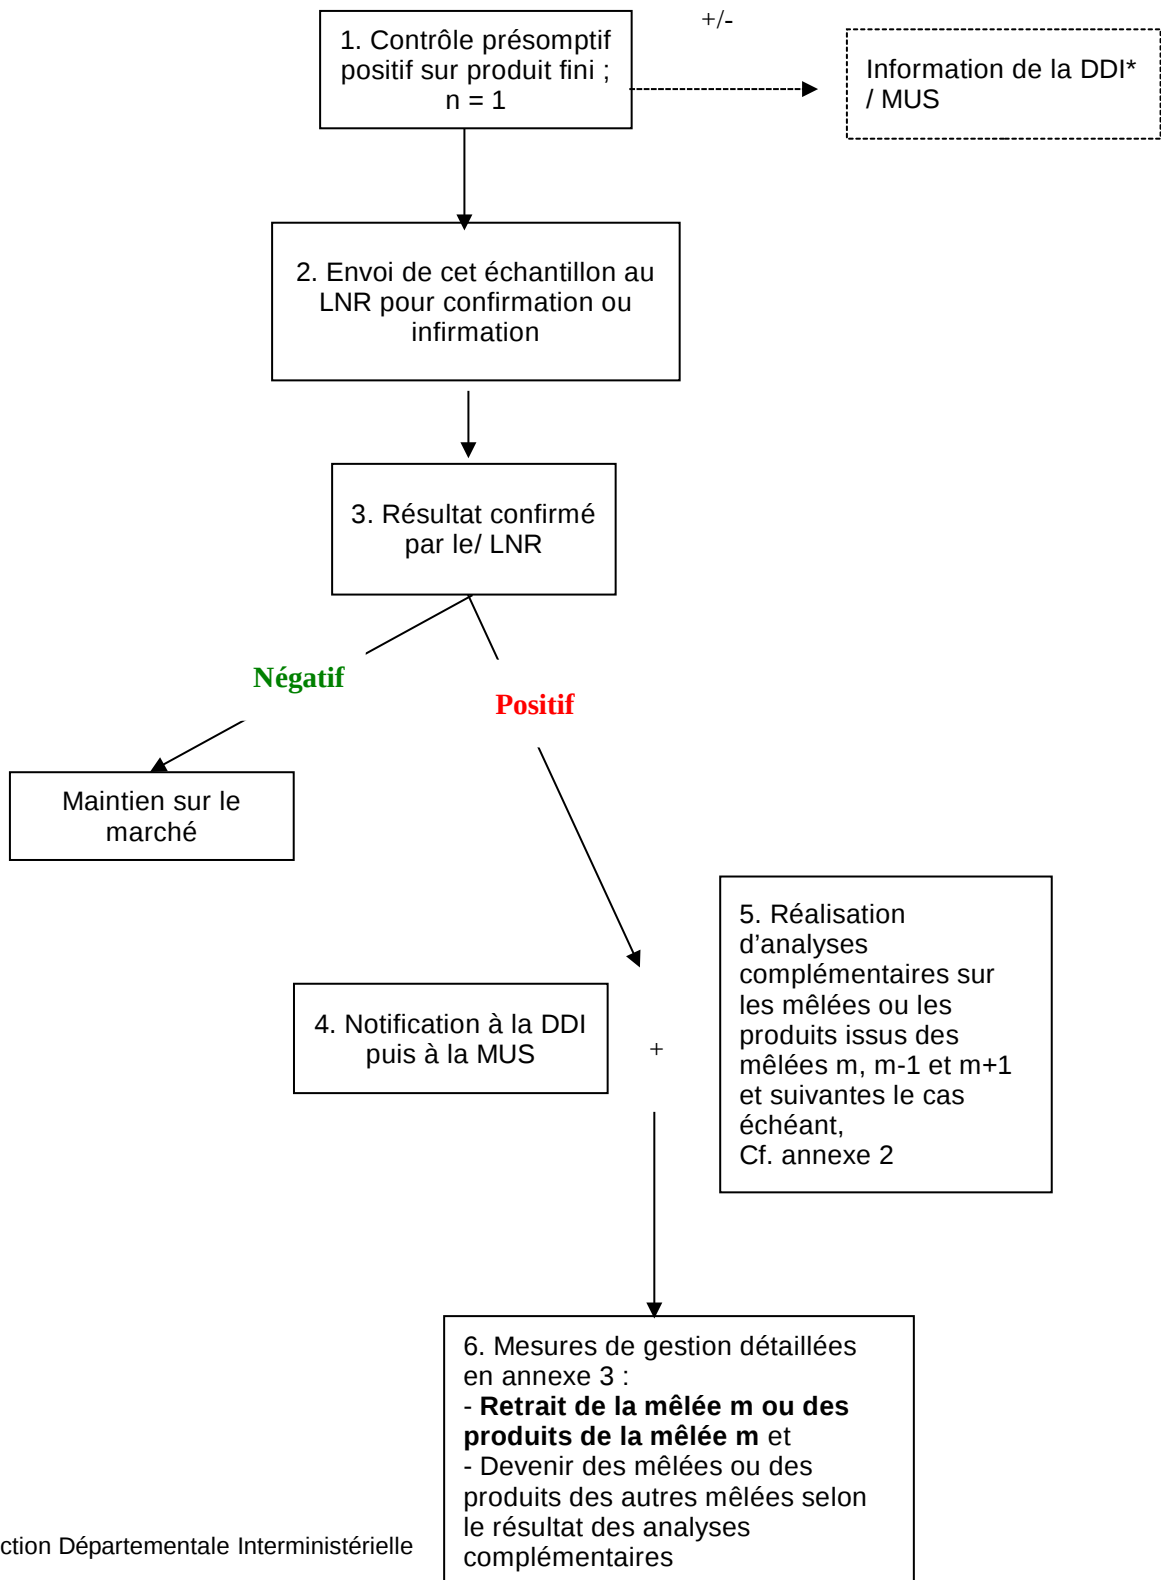 1. Contrôle présomptif
positif sur produit fini ;
n = 1
+/-
Information de la DDI*
/ MUS
2. Envoi de cet échantillon au
LNR pour confirmation ou
infirmation
3. Résultat confirmé
par le/ LNR
Négatif
Positif
Maintien sur le
marché
4. Notification à la DDI
puis à la MUS
+
5. Réalisation
d’analyses
complémentaires sur
les mêlées ou les
produits issus des
mêlées m, m-1 et m+1
et suivantes le cas
échéant,
Cf. annexe 2
6. Mesures de gestion détaillées
en annexe 3 :
- Retrait de la mêlée m ou des
produits de la mêlée m et
- Devenir des mêlées ou des
produits des autres mêlées selon
le résultat des analyses
complémentaires
ction Départementale Interministérielle